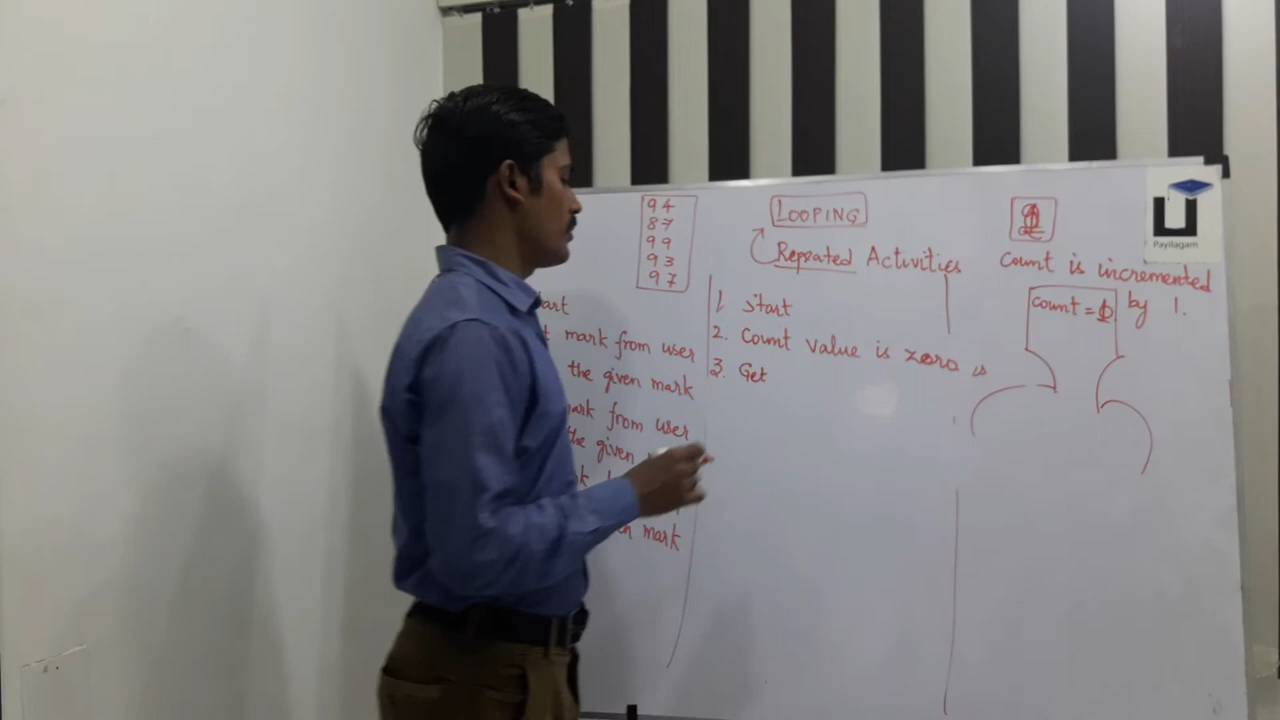 94
87
99
93
97
LOOPING
Repeated Activities
Count is incremented
by 1.
count =
Payilagam
mark from user
the given mark
mark from user
the given
mark
1 start
2. Count value is zero is
3. Get